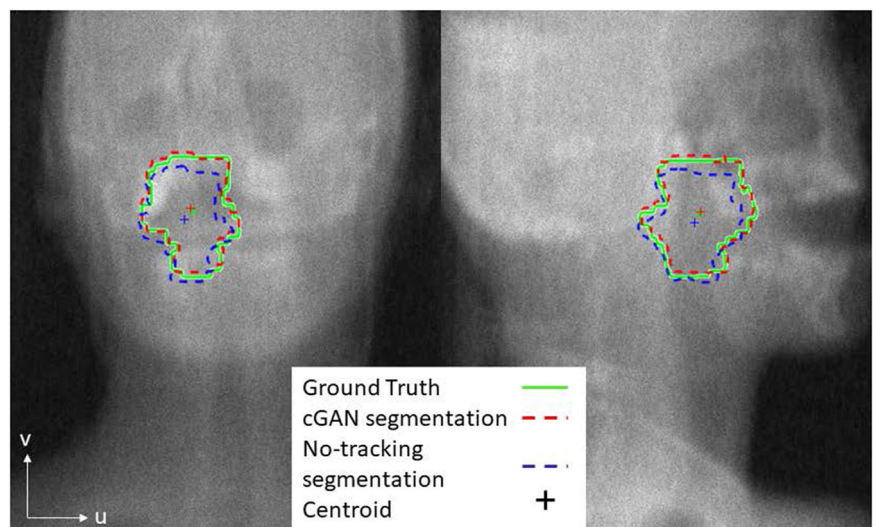 Ground Truth
cGAN segmentation
No-tracking
segmentation
Centroid
v
u